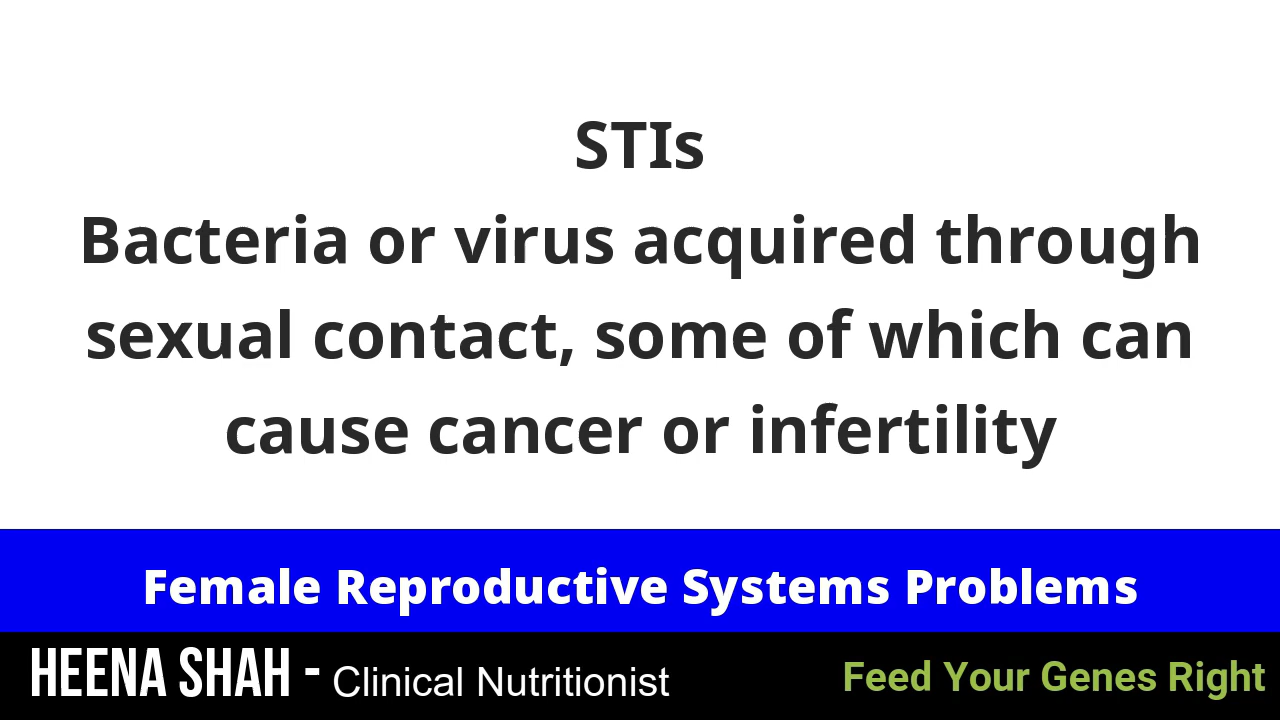 STIs
Bacteria or virus acquired through
sexual contact, some of which can
cause cancer or infertility
Female Reproductive Systems Problems
HEENA SHAH - Clinical Nutritionist
Feed Your Genes Right